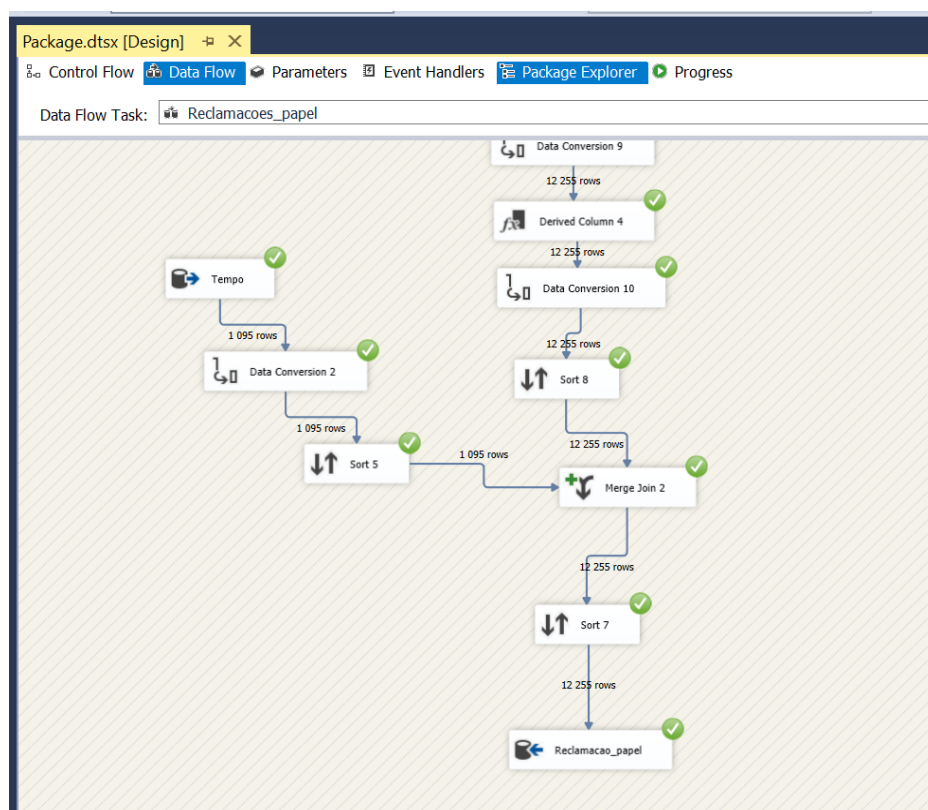 Package.dtsx [Design]
Control Flow Data Flow Parameters Event Handlers Package Explorer Progress
Data Flow Task: Reclamacoes_papel
Data Conversion 9
12 255 rows
Derived Column 4
12 255 rows
Tempo
Data Conversion 10
1 095 rows
12 255 rows
Data Conversion 2
Sort 8
1 095 rows
12 255 rows
Sort 5
1 095 rows
Merge Join 2
12 255 rows
Sort 7
12 255 rows
Reclamacao_papel